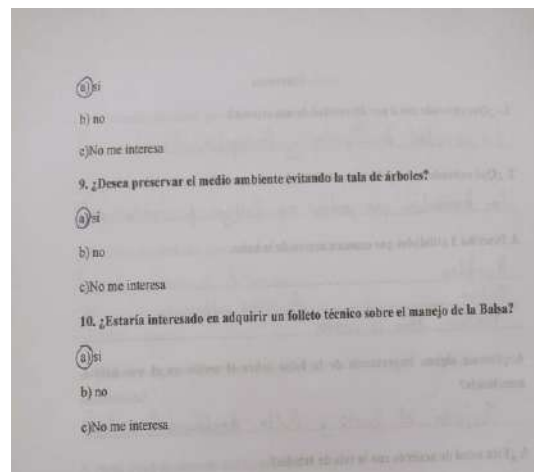 a)si
b) no
c)No me interesa
9. ¿Desea preservar el medio ambiente evitando la tala de árboles?
a)si
b) no
c)No me interesa
10. ¿Estaría interesado en adquirir un folleto técnico sobre el manejo de la Balsa?
a)si
b) no
c)No me interesa